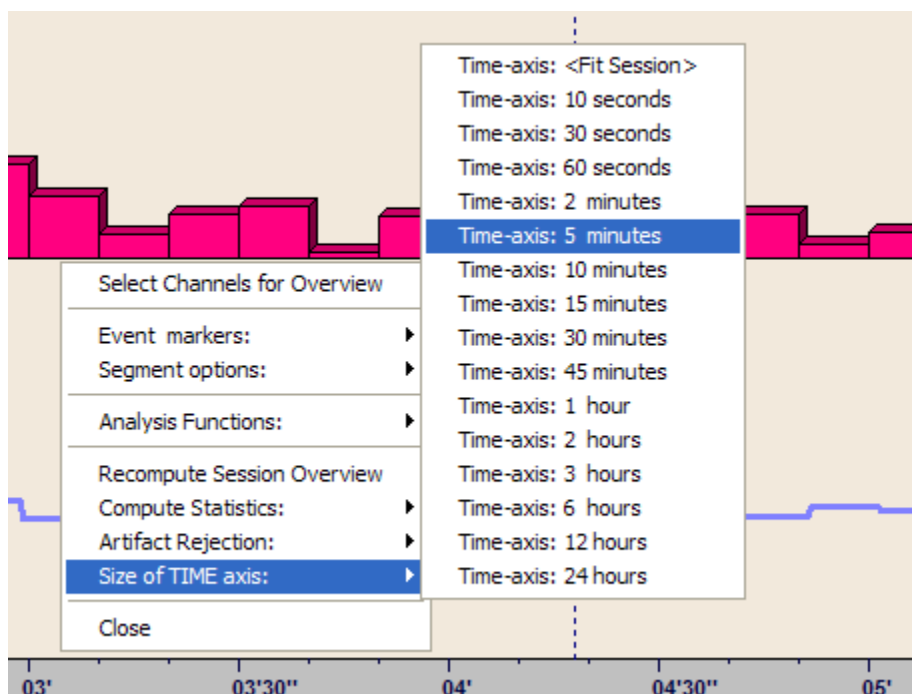 Time-axis: <Fit Session>
Time-axis: 10 seconds
Time-axis: 30 seconds
Time-axis: 60 seconds
Time-axis: 2 minutes
Time-axis: 5 minutes
Time-axis: 10 minutes
Time-axis: 15 minutes
Time-axis: 30 minutes
Time-axis: 45 minutes
Time-axis: 1 hour
Time-axis: 2 hours
Time-axis: 3 hours
Time-axis: 6 hours
Time-axis: 12 hours
Time-axis: 24 hours
Select Channels for Overview
Event markers:
Segment options:
Analysis Functions:
Recompute Session Overview
Compute Statistics:
Artifact Rejection:
Size of TIME axis:
Close
03' 03'30" 04' 04'30" 05'